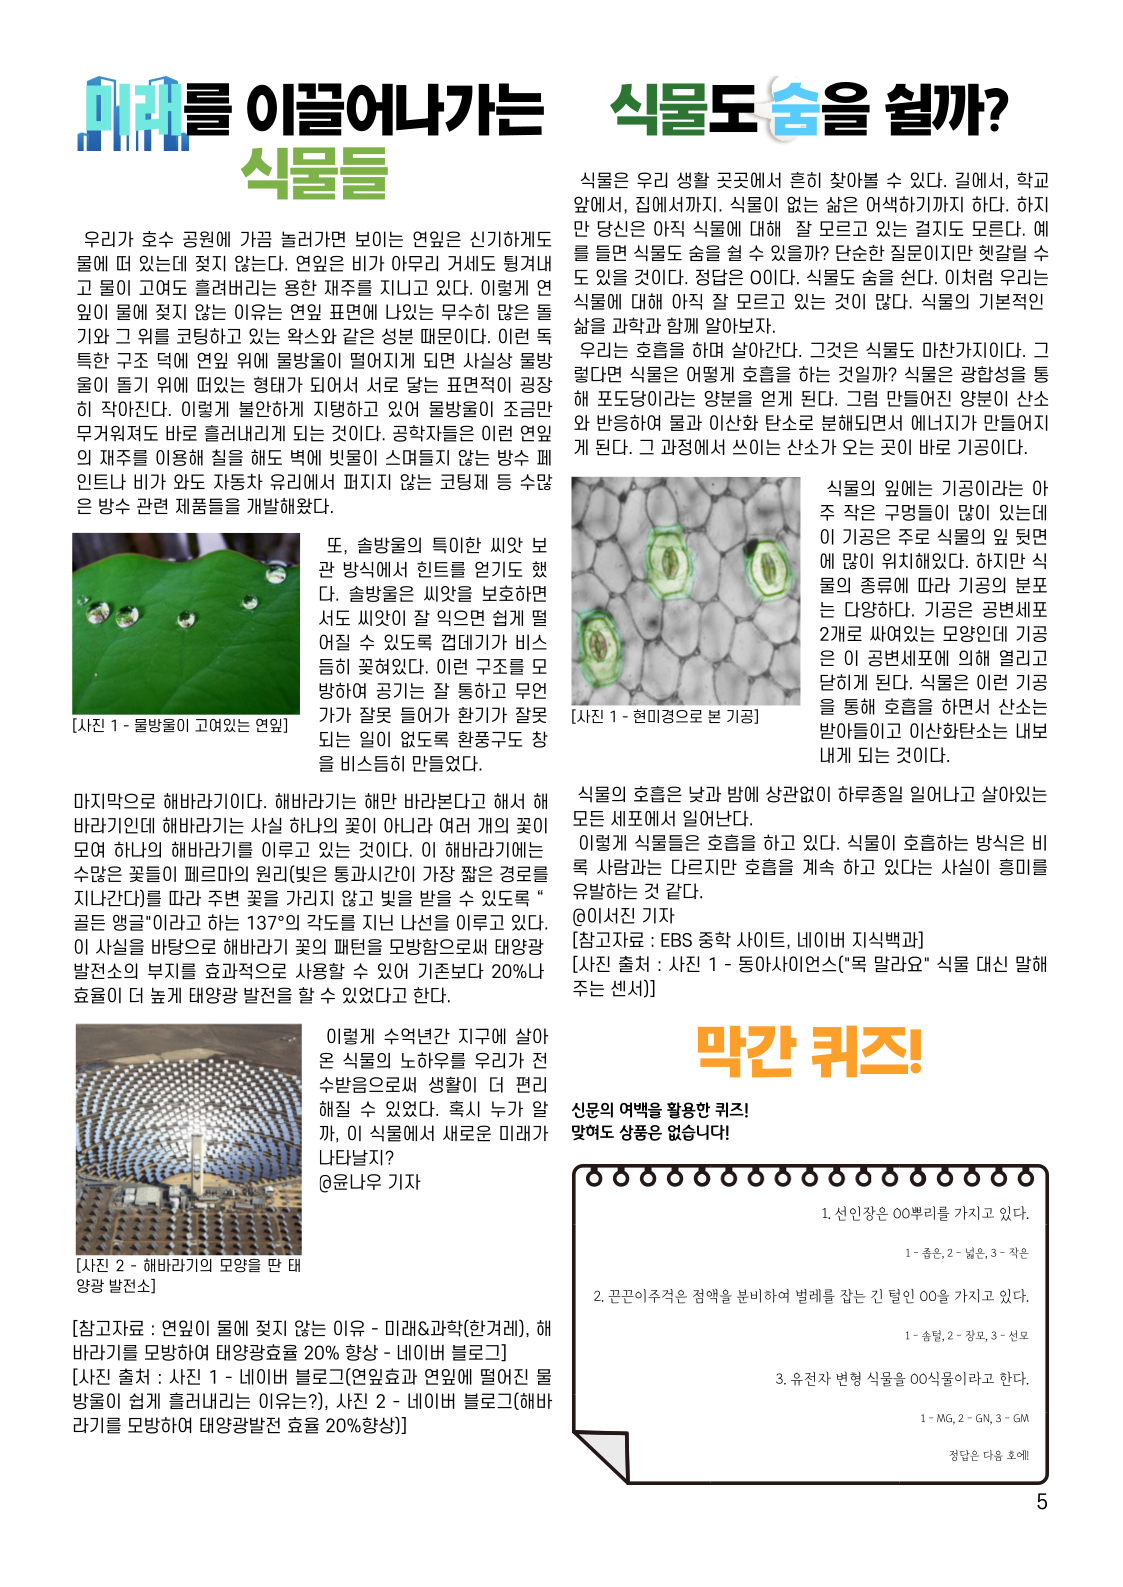 미래를 이끌어나가는
식물들
우리가 호수 공원에 가끔 놀러가면 보이는 연잎은 신기하게도
물에 떠 있는데 젖지 않는다. 연잎은 비가 아무리 거세도 튕겨내
고 물이 고여도 흘려버리는 용한 재주를 지니고 있다. 이렇게 연
잎이 물에 젖지 않는 이유는 연잎 표면에 나있는 무수히 많은 돌
기와 그 위를 코팅하고 있는 왁스와 같은 성분 때문이다. 이런 독
특한 구조 덕에 연잎 위에 물방울이 떨어지게 되면 사실상 물방
울이 돌기 위에 떠있는 형태가 되어서 서로 닿는 표면적이 굉장
히 작아진다. 이렇게 불안하게 지탱하고 있어 물방울이 조금만
무거워져도 바로 흘러내리게 되는 것이다. 공학자들은 이런 연잎
의 재주를 이용해 칠을 해도 벽에 빗물이 스며들지 않는 방수 페
인트나 비가 와도 자동차 유리에서 퍼지지 않는 코팅제 등 수많
은 방수 관련 제품들을 개발해왔다.
[사진 1 - 물방울이 고여있는 연잎]
또, 솔방울의 특이한 씨앗 보
관 방식에서 힌트를 얻기도 했
다. 솔방울은 씨앗을 보호하면
서도 씨앗이 잘 익으면 쉽게 떨
어질 수 있도록 껍데기가 비스
듬히 꽂혀있다. 이런 구조를 모
방하여 공기는 잘 통하고 무언
가가 잘못 들어가 환기가 잘못
되는 일이 없도록 환풍구도 창
을 비스듬히 만들었다.
마지막으로 해바라기이다. 해바라기는 해만 바라본다고 해서 해
바라기인데 해바라기는 사실 하나의 꽃이 아니라 여러 개의 꽃이
모여 하나의 해바라기를 이루고 있는 것이다. 이 해바라기에는
수많은 꽃들이 페르마의 원리(빛은 통과시간이 가장 짧은 경로를
지나간다)를 따라 주변 꽃을 가리지 않고 빛을 받을 수 있도록 “
골든 앵글"이라고 하는 137°의 각도를 지닌 나선을 이루고 있다.
이 사실을 바탕으로 해바라기 꽃의 패턴을 모방함으로써 태양광
발전소의 부지를 효과적으로 사용할 수 있어 기존보다 20%나
효율이 더 높게 태양광 발전을 할 수 있었다고 한다.
[사진 2 - 해바라기의 모양을 딴 태
양광 발전소]
이렇게 수억년간 지구에 살아
온 식물의 노하우를 우리가 전
수받음으로써 생활이 더 편리
해질 수 있었다. 혹시 누가 알
까, 이 식물에서 새로운 미래가
나타날지?
@윤나우 기자
[참고자료 : 연잎이 물에 젖지 않는 이유 - 미래&과학(한겨레), 해
바라기를 모방하여 태양광효율 20% 향상 - 네이버 블로그]
[사진 출처 : 사진 1 - 네이버 블로그(연잎효과 연잎에 떨어진 물
방울이 쉽게 흘러내리는 이유는?), 사진 2 - 네이버 블로그(해바
라기를 모방하여 태양광발전 효율 20%향상)]
식물도 숨을 쉴까?
식물은 우리 생활 곳곳에서 흔히 찾아볼 수 있다. 길에서, 학교
앞에서, 집에서까지. 식물이 없는 삶은 어색하기까지 하다. 하지
만 당신은 아직 식물에 대해 잘 모르고 있는 걸지도 모른다. 예
를 들면 식물도 숨을 쉴 수 있을까? 단순한 질문이지만 헷갈릴 수
도 있을 것이다. 정답은 O이다. 식물도 숨을 쉰다. 이처럼 우리는
식물에 대해 아직 잘 모르고 있는 것이 많다. 식물의 기본적인
삶을 과학과 함께 알아보자.
우리는 호흡을 하며 살아간다. 그것은 식물도 마찬가지이다. 그
렇다면 식물은 어떻게 호흡을 하는 것일까? 식물은 광합성을 통
해 포도당이라는 양분을 얻게 된다. 그럼 만들어진 양분이 산소
와 반응하여 물과 이산화 탄소로 분해되면서 에너지가 만들어지
게 된다. 그 과정에서 쓰이는 산소가 오는 곳이 바로 기공이다.
[사진 1 - 현미경으로 본 기공]
식물의 잎에는 기공이라는 아
주 작은 구멍들이 많이 있는데
이 기공은 주로 식물의 잎 뒷면
에 많이 위치해있다. 하지만 식
물의 종류에 따라 기공의 분포
는 다양하다. 기공은 공변세포
2개로 싸여있는 모양인데 기공
은 이 공변세포에 의해 열리고
닫히게 된다. 식물은 이런 기공
을 통해 호흡을 하면서 산소는
받아들이고 이산화탄소는 내보
내게 되는 것이다.
식물의 호흡은 낮과 밤에 상관없이 하루종일 일어나고 살아있는
모든 세포에서 일어난다.
이렇게 식물들은 호흡을 하고 있다. 식물이 호흡하는 방식은 비
록 사람과는 다르지만 호흡을 계속 하고 있다는 사실이 흥미를
유발하는 것 같다.
@이서진 기자
[참고자료 : EBS 중학 사이트, 네이버 지식백과]
[사진 출처 : 사진 1 - 동아사이언스("목 말라요" 식물 대신 말해
주는 센서)]
막간 퀴즈!
신문의 여백을 활용한 퀴즈!
맞혀도 상품은 없습니다!
1. 선인장은 OO뿌리를 가지고 있다.
1 - 좁은, 2 - 넓은, 3 - 작은
2. 끈끈이주걱은 점액을 분비하여 벌레를 잡는 긴 털인 OO을 가지고 있다.
1 - 솜털, 2 - 장모, 3 - 선모
3. 유전자 변형 식물을 OO식물이라고 한다.
1 - MG, 2 - GN, 3 - GM
정답은 다음 호에!
5